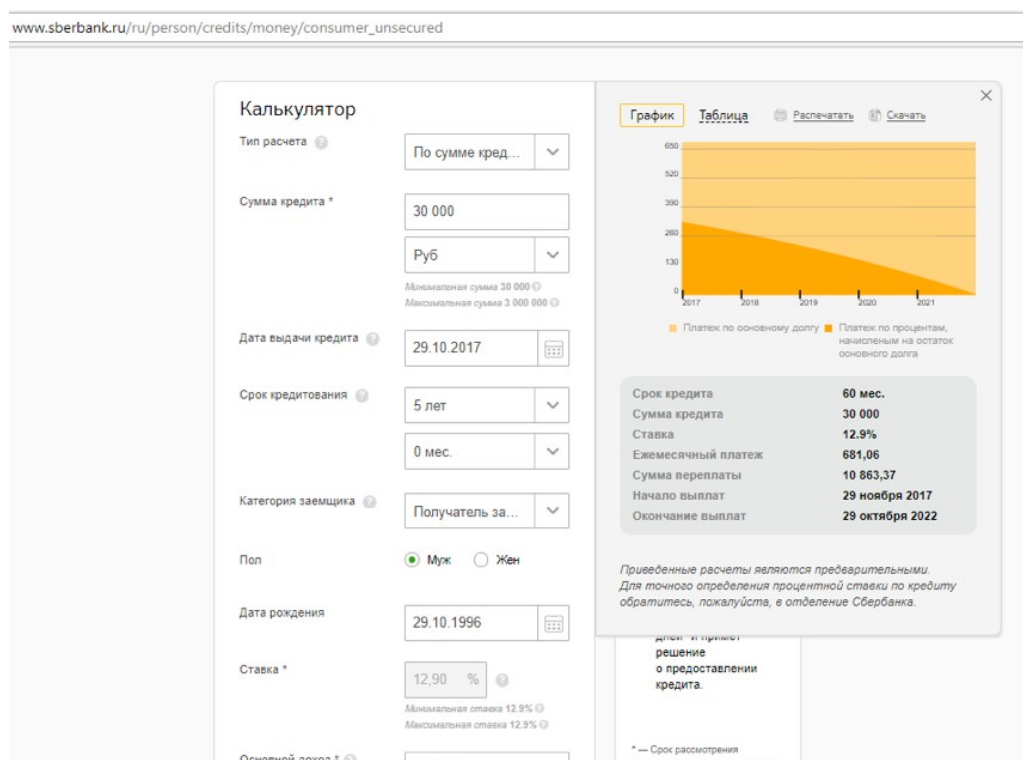 www.sberbank.ru/ru/person/credits/money/consumer_unsecured
Калькулятор
Тип расчета
По сумме кред...
Сумма кредита *
30 000
Руб
Минимальная сумма 30 000
Максимальная сумма 3 000 000
Дата выдачи кредита
29.10.2017
Срок кредитования
5 лет
0 мес.
Категория заемщика
Получатель за...
Пол
Муж Жен
Дата рождения
29.10.1996
Ставка *
12,90 %
Минимальная ставка 12.9%
Максимальная ставка 12.9%
Основной доход *
График Таблица Распечатать Скачать
650
520
390
260
130
0
2017 2018 2019 2020 2021
Платеж по основному долгу
Платеж по процентам,
начисленым на остаток
основного долга
Срок кредита 60 мес.
Сумма кредита 30 000
Ставка 12.9%
Ежемесячный платеж 681,06
Сумма переплаты 10 863,37
Начало выплат 29 ноября 2017
Окончание выплат 29 октября 2022
Приведенные расчеты являются предварительными.
Для точного определения процентной ставки по кредиту
обратитесь, пожалуйста, в отделение Сбербанка.
дней* и примет
решение
о предоставлении
кредита.
* — Срок рассмотрения